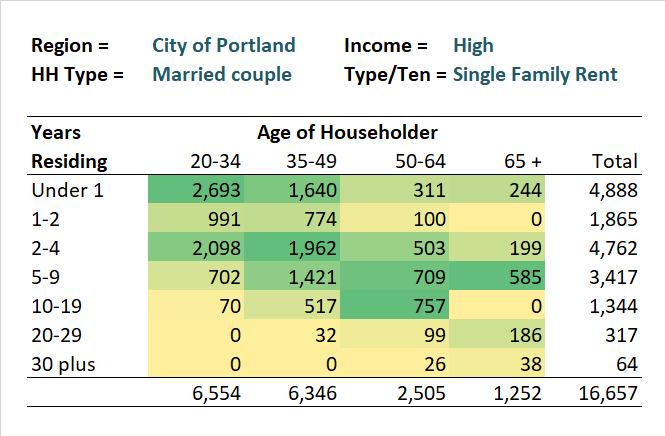 Region = City of Portland Income = High
HH Type = Married couple Type/Ten = Single Family Rent
Years Age of Householder
Residing 20-34 35-49 50-64 65 + Total
Under 1 2,693 1,640 311 244 4,888
1-2 991 774 100 0 1,865
2-4 2,098 1,962 503 199 4,762
5-9 702 1,421 709 585 3,417
10-19 70 517 757 0 1,344
20-29 0 32 99 186 317
30 plus 0 0 26 38 64
6,554 6,346 2,505 1,252 16,657